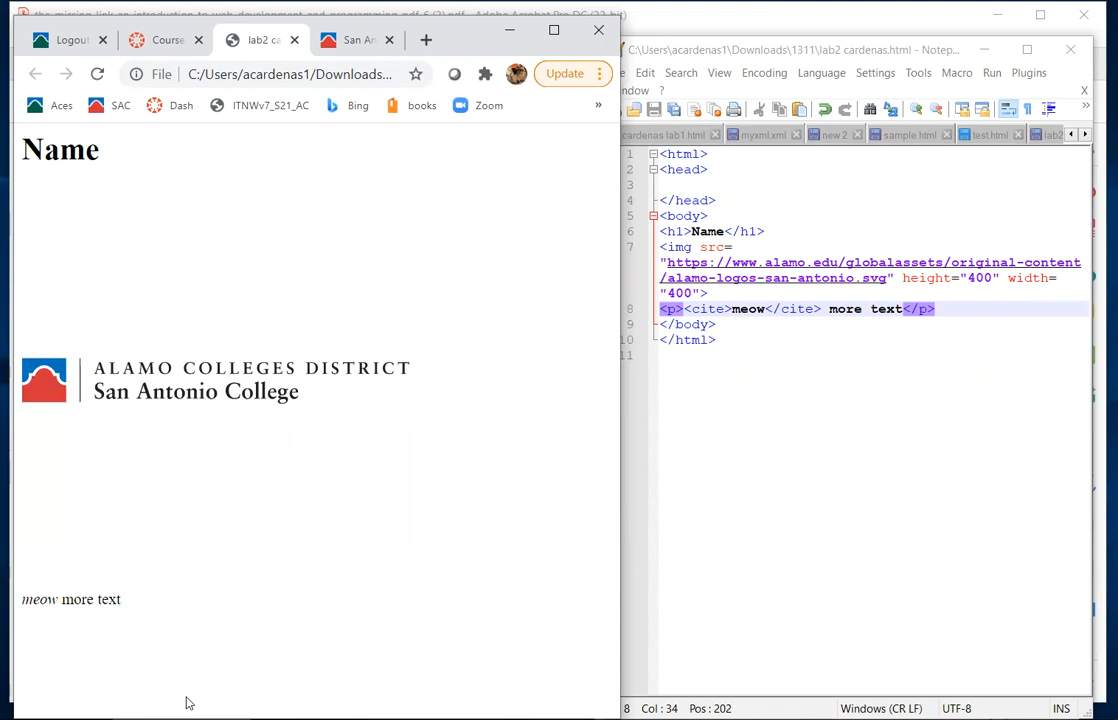 the-missing-link-an-introduction-to-web-development-and-programming-pdf-6 (2).pdf - Adobe Acrobat Pro DC (32-bit)
Logout
Course
lab2 ca
San An
File C:/Users/acardenas1/Downloads... Update
Aces SAC Dash ITNWv7_S21_AC Bing books Zoom »
Name
ALAMO COLLEGES DISTRICT
San Antonio College
meow more text
C:\Users\acardenas1\Downloads\1311\lab2 cardenas.html - Notep...
e Edit Search View Encoding Language Settings Tools Macro Run Plugins
ndow ? X
cardenas lab1.html myxml.xml new 2 sample.html test.html lab2
1 <html>
2 <head>
3
4 </head>
5 <body>
6 <h1>Name</h1>
7 <img src=
"https://www.alamo.edu/globalassets/original-content
/alamo-logos-san-antonio.svg" height="400" width=
"400">
8 <p><cite>meow</cite> more text</p>
9 </body>
10 </html>
11
8 Col : 34 Pos : 202 Windows (CR LF) UTF-8 INS